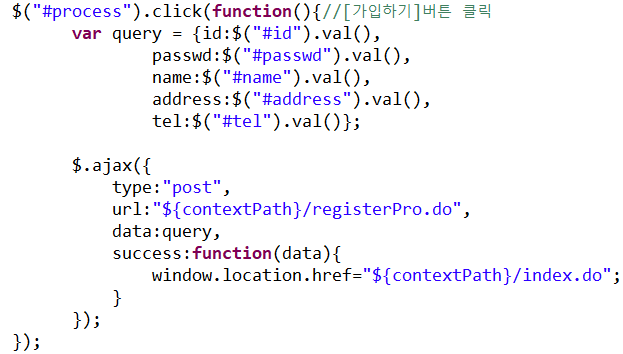 $("#process").click(function(){//[가입하기]버튼 클릭
var query = {id:$("#id").val(),
passwd:$("#passwd").val(),
name:$("#name").val(),
address:$("#address").val(),
tel:$("#tel").val()};
$.ajax({
type:"post",
url:"${contextPath}/registerPro.do",
data:query,
success:function(data){
window.location.href="${contextPath}/index.do";
}
});
});